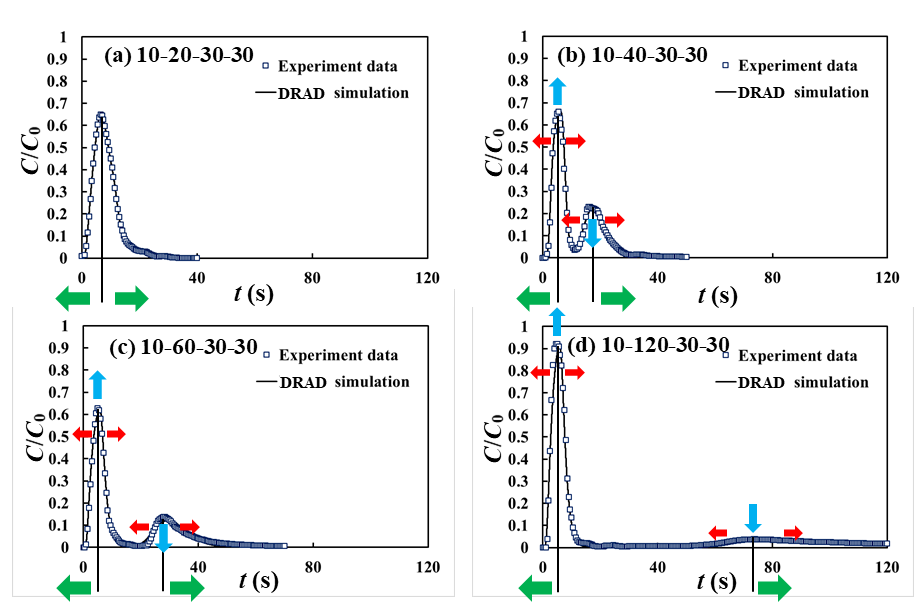 1
0.9
0.8
0.7
0.6
0.5
0.4
0.3
0.2
0.1
0
C/C0
(a) 10-20-30-30
Experiment data
DRAD simulation
0 40 80 120
t (s)
1
0.9
0.8
0.7
0.6
0.5
0.4
0.3
0.2
0.1
0
C/C0
(b) 10-40-30-30
Experiment data
DRAD simulation
0 40 80 120
t (s)
1
0.9
0.8
0.7
0.6
0.5
0.4
0.3
0.2
0.1
0
C/C0
(c) 10-60-30-30
Experiment data
DRAD simulation
0 40 80 120
t (s)
1
0.9
0.8
0.7
0.6
0.5
0.4
0.3
0.2
0.1
0
C/C0
(d) 10-120-30-30
Experiment data
DRAD simulation
0 40 80 120
t (s)